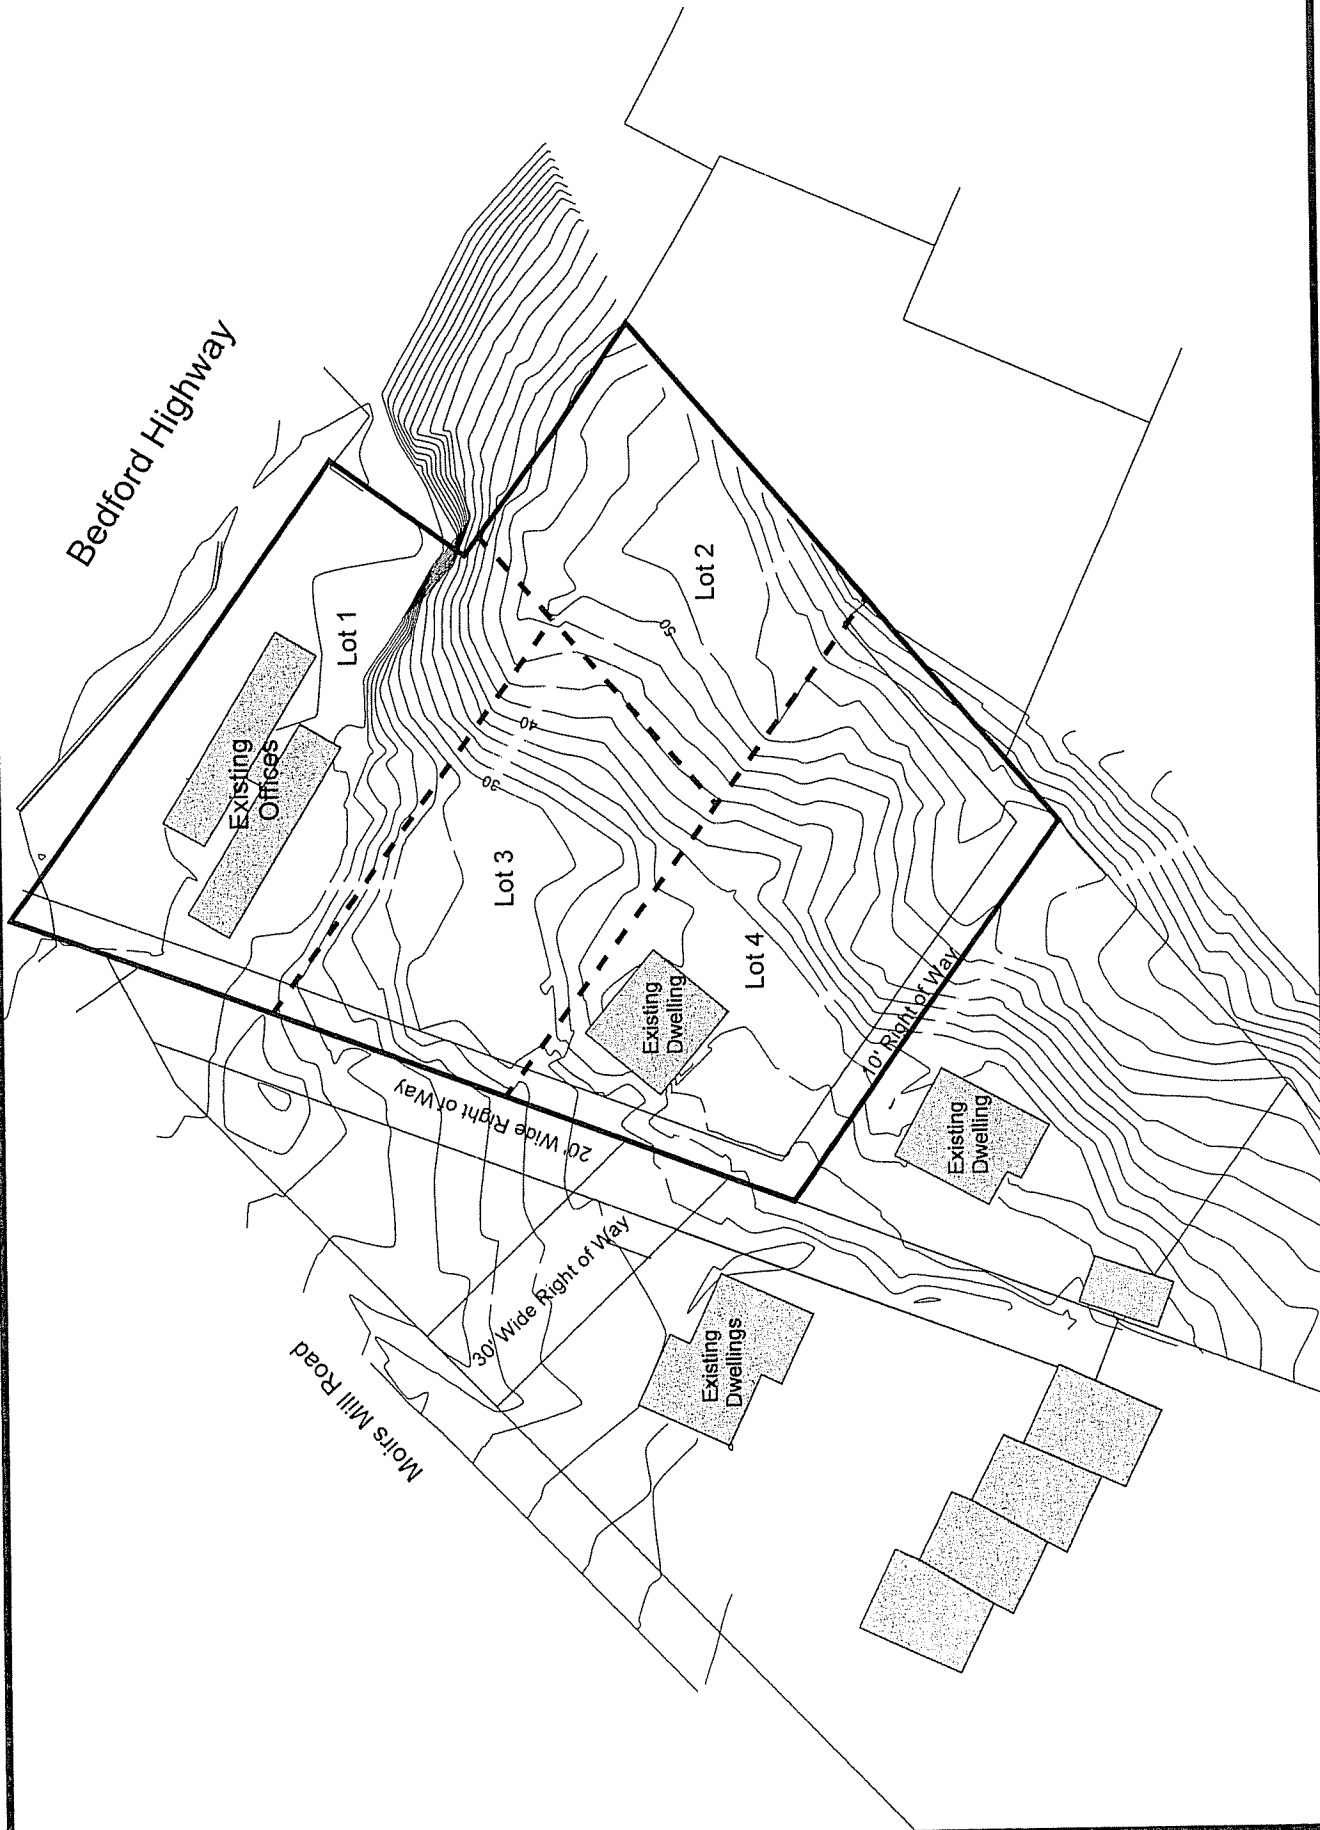 Bedford Highway
Existing
Offices
Lot 1
Lot 2
50
40
30
Lot 3
Lot 4
Existing
Dwelling
10' Right of Way
20' Wide Right of Way
30' Wide Right of Way
Moirs Mill Road
Existing
Dwelling
Existing
Dwellings